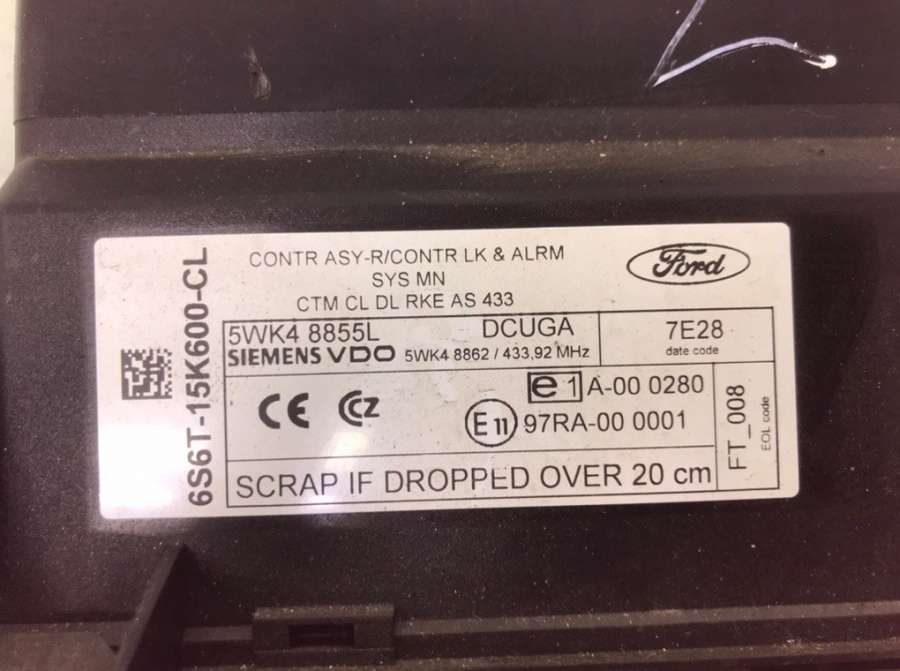 6S6T-15K600-CL
CONTR ASY-R/CONTR LK & ALRM
SYS MN
CTM CL DL RKE AS 433
Ford
5WK4 8855L DCUGA
SIEMENS VDO 5WK4 8862 / 433,92 MHz
7E28
date code
CE CCZ
e1 A-00 0280
E11 97RA-00 0001
FT_008
EOL code
SCRAP IF DROPPED OVER 20 cm